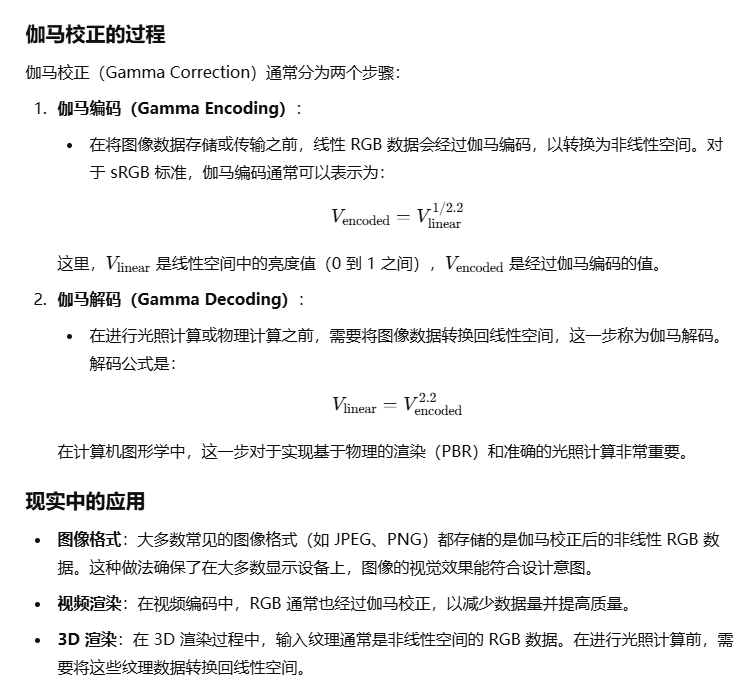 伽马校正的过程
伽马校正（Gamma Correction）通常分为两个步骤：
1. 伽马编码（Gamma Encoding）：
• 在将图像数据存储或传输之前，线性 RGB 数据会经过伽马编码，以转换为非线性空间。对
于 sRGB 标准，伽马编码通常可以表示为：
V_encoded = V_linear^{1/2.2}
这里，V_linear 是线性空间中的亮度值（0 到 1 之间），V_encoded 是经过伽马编码的值。
2. 伽马解码（Gamma Decoding）：
• 在进行光照计算或物理计算之前，需要将图像数据转换回线性空间，这一步称为伽马解码。
解码公式是：
V_linear = V_encoded^{2.2}
在计算机图形学中，这一步对于实现基于物理的渲染（PBR）和准确的光照计算非常重要。
现实中的应用
• 图像格式：大多数常见的图像格式（如 JPEG、PNG）都存储的是伽马校正后的非线性 RGB 数
据。这种做法确保了在大多数显示设备上，图像的视觉效果能符合设计意图。
• 视频渲染：在视频编码中，RGB 通常也经过伽马校正，以减少数据量并提高质量。
• 3D 渲染：在 3D 渲染过程中，输入纹理通常是非线性空间的 RGB 数据。在进行光照计算前，需
要将这些纹理数据转换回线性空间。